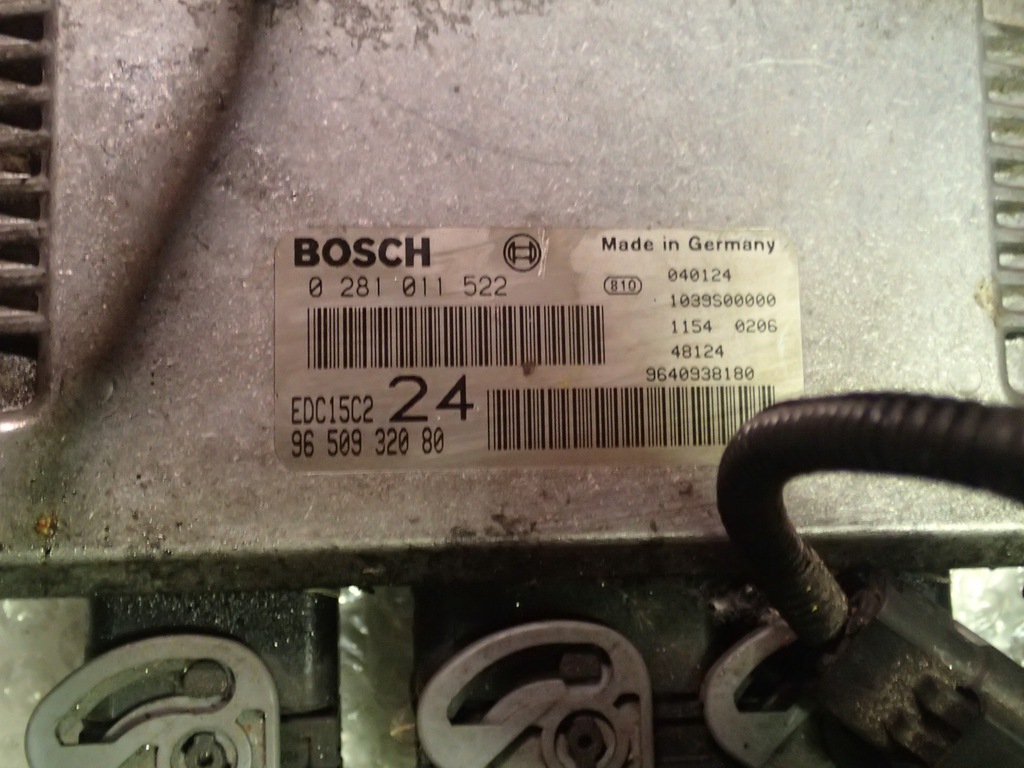 BOSCH
0 281 011 522
Made in Germany
810
040124
1039S00000
1154 0206
48124
9640938180
EDC15C2 24
96 509 320 80